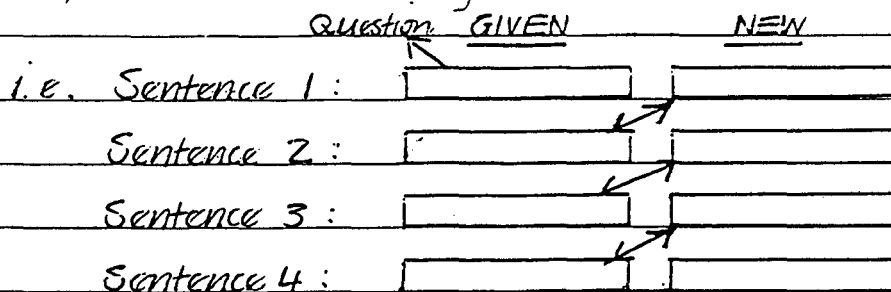 Question GIVEN NEW
i.e. Sentence 1 :
Sentence 2 :
Sentence 3 :
Sentence 4 :